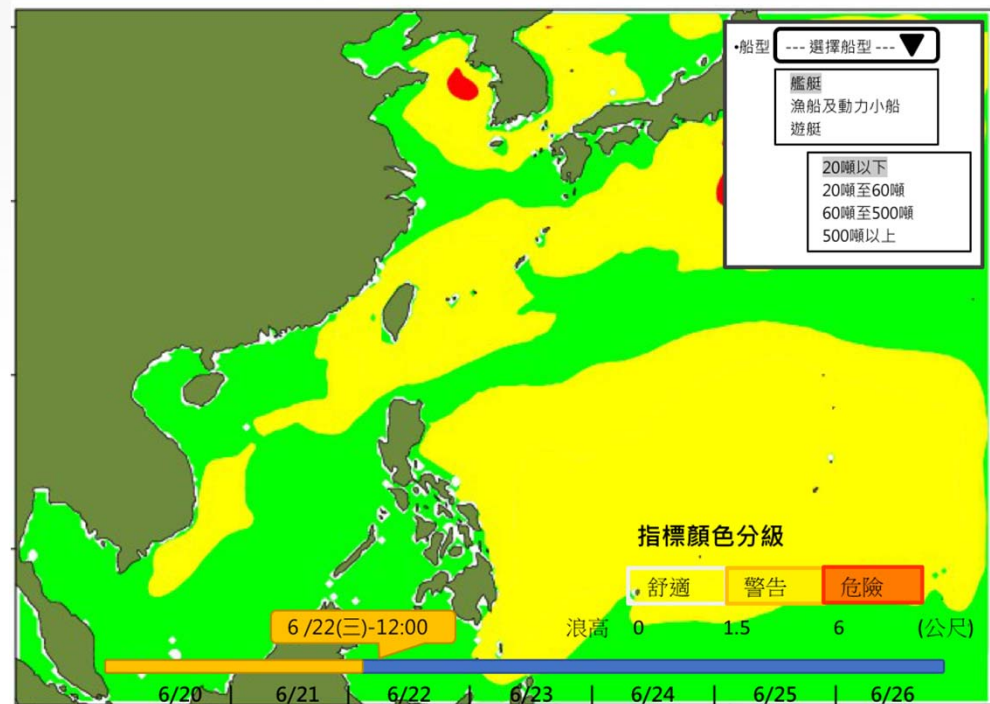 •船型 --- 選擇船型 ---
艦艇
漁船及動力小船
遊艇
20噸以下
20噸至60噸
60噸至500噸
500噸以上
指標顏色分級
舒適 警告 危險
浪高 0 1.5 6 (公尺)
6 /22(三)-12:00
6/20 6/21 6/22 6/23 6/24 6/25 6/26